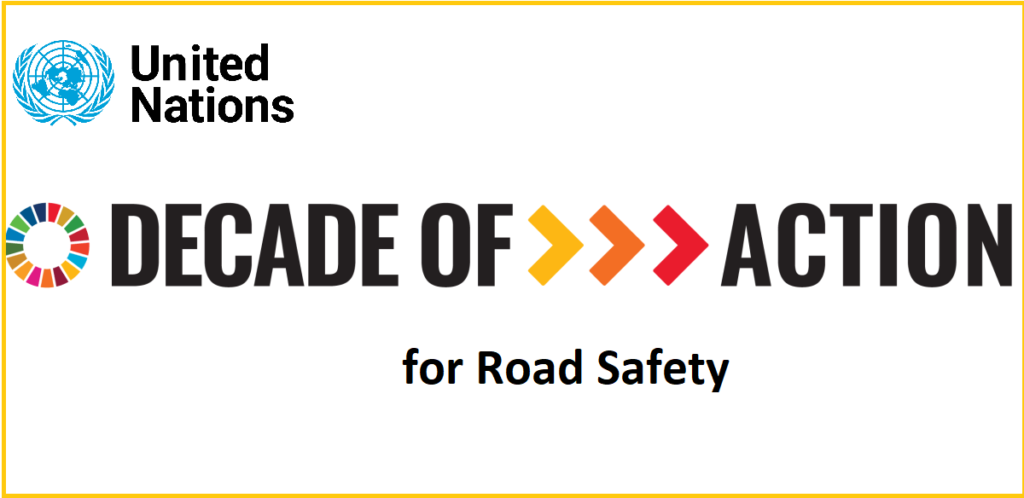 United
Nations
DECADE OF >>> ACTION
for Road Safety